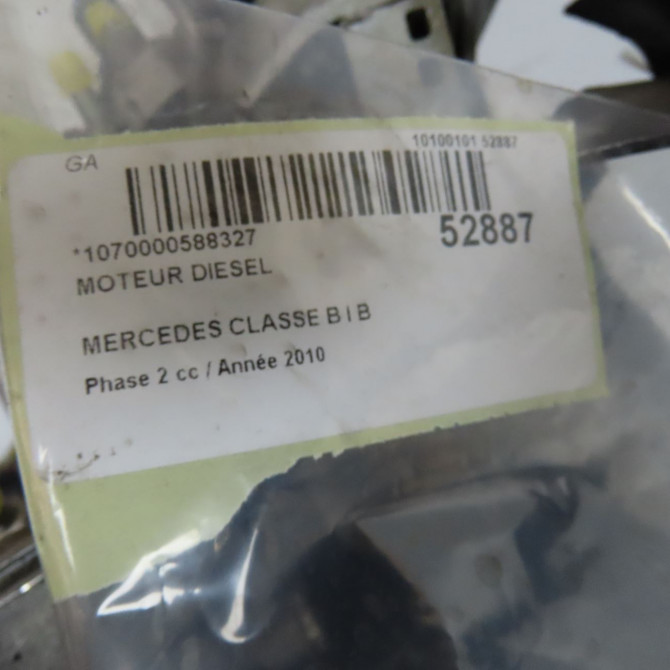 GA
10100101 52887
*1070000588327
52887
MOTEUR DIESEL
MERCEDES CLASSE B I B
Phase 2 cc / Année 2010